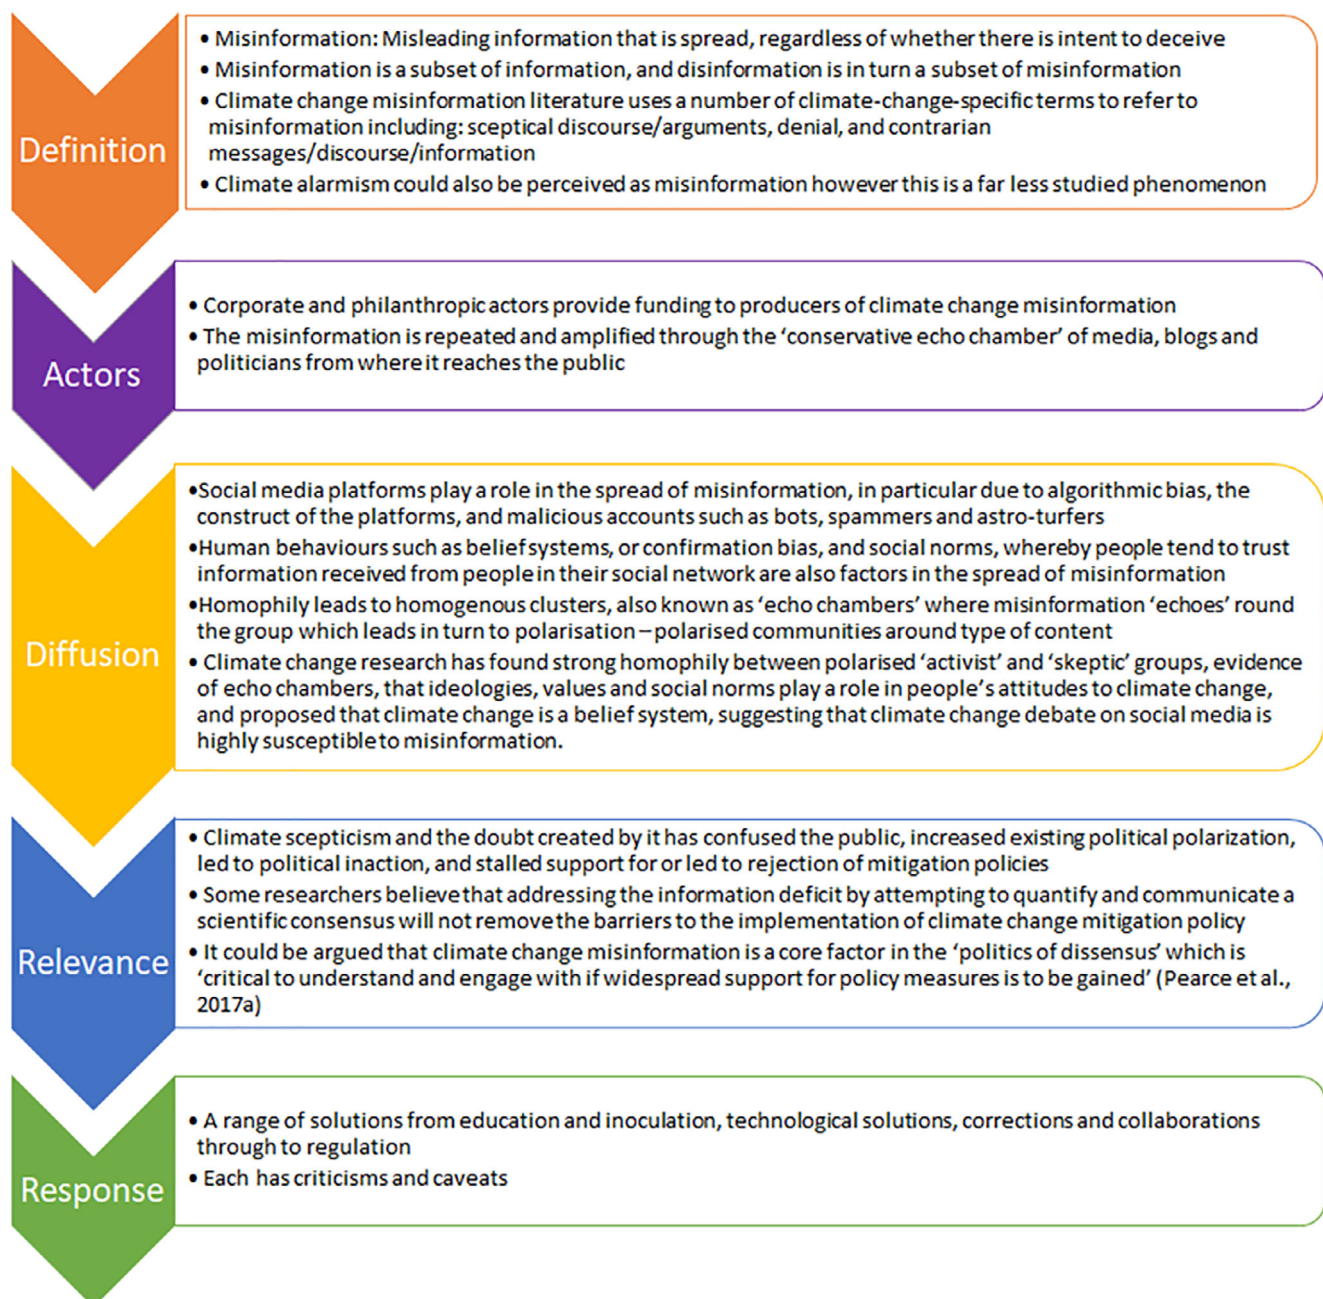 Definition
• Misinformation: Misleading information that is spread, regardless of whether there is intent to deceive
• Misinformation is a subset of information, and disinformation is in turn a subset of misinformation
• Climate change misinformation literature uses a number of climate-change-specific terms to refer to
misinformation including: sceptical discourse/arguments, denial, and contrarian
messages/discourse/information
• Climate alarmism could also be perceived as misinformation however this is a far less studied phenomenon
Actors
• Corporate and philanthropic actors provide funding to producers of climate change misinformation
• The misinformation is repeated and amplified through the ‘conservative echo chamber’ of media, blogs and
politicians from where it reaches the public
Diffusion
•Social media platforms play a role in the spread of misinformation, in particular due to algorithmic bias, the
construct of the platforms, and malicious accounts such as bots, spammers and astro-turfers
•Human behaviours such as belief systems, or confirmation bias, and social norms, whereby people tend to trust
information received from people in their social network are also factors in the spread of misinformation
•Homophily leads to homogenous clusters, also known as ‘echo chambers’ where misinformation ‘echoes’ round
the group which leads in turn to polarisation – polarised communities around type of content
• Climate change research has found strong homophily between polarised ‘activist’ and ‘skeptic’ groups, evidence
of echo chambers, that ideologies, values and social norms play a role in people’s attitudes to climate change,
and proposed that climate change is a belief system, suggesting that climate change debate on social media is
highly susceptible to misinformation.
Relevance
• Climate scepticism and the doubt created by it has confused the public, increased existing political polarization,
led to political inaction, and stalled support for or led to rejection of mitigation policies
• Some researchers believe that addressing the information deficit by attempting to quantify and communicate a
scientific consensus will not remove the barriers to the implementation of climate change mitigation policy
• It could be argued that climate change misinformation is a core factor in the ‘politics of dissensus’ which is
‘critical to understand and engage with if widespread support for policy measures is to be gained’ (Pearce et al.,
2017a)
Response
• A range of solutions from education and inoculation, technological solutions, corrections and collaborations
through to regulation
• Each has criticisms and caveats